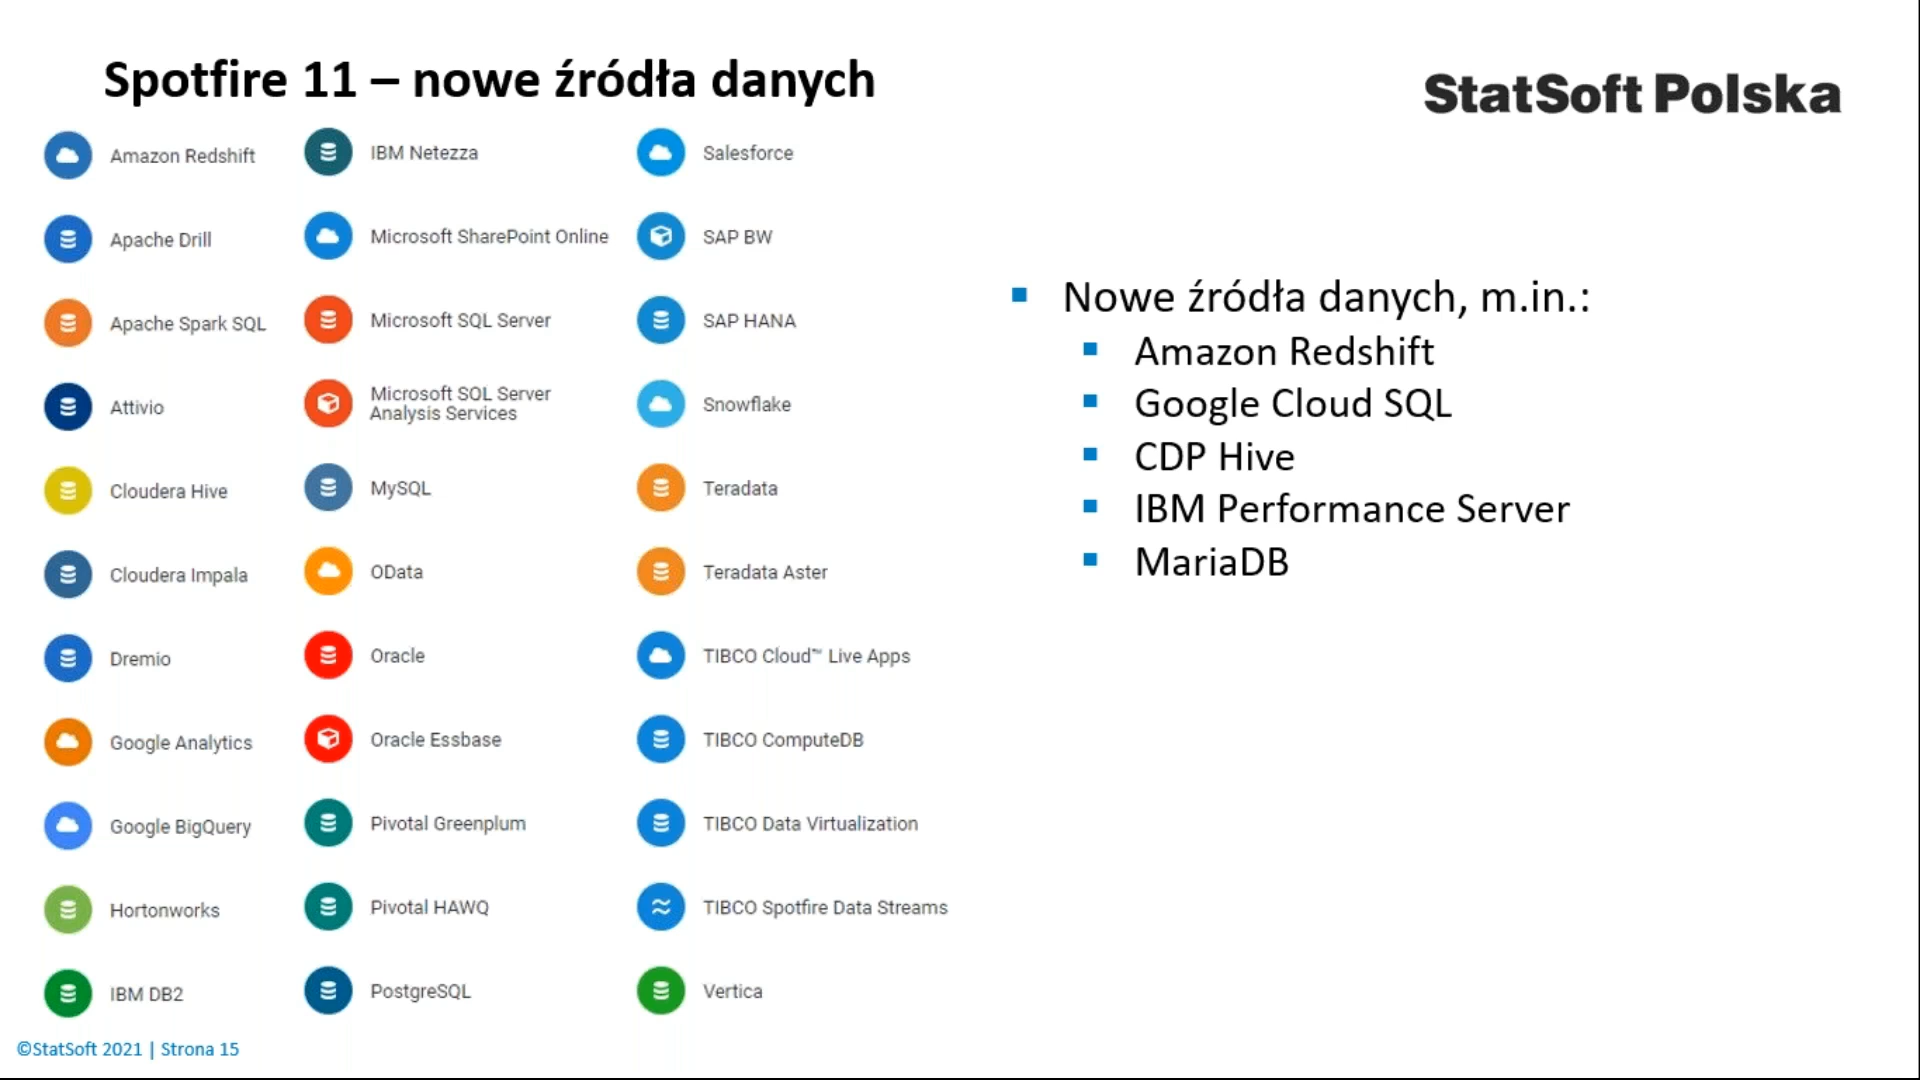 Spotfire 11 – nowe źródła danych
StatSoft Polska
Amazon Redshift
Apache Drill
Apache Spark SQL
Attivio
Cloudera Hive
Cloudera Impala
Dremio
Google Analytics
Google BigQuery
Hortonworks
IBM DB2
IBM Netezza
Microsoft SharePoint Online
Microsoft SQL Server
Microsoft SQL Server
Analysis Services
MySQL
OData
Oracle
Oracle Essbase
Pivotal Greenplum
Pivotal HAWQ
PostgreSQL
Salesforce
SAP BW
SAP HANA
Snowflake
Teradata
Teradata Aster
TIBCO Cloud™ Live Apps
TIBCO ComputeDB
TIBCO Data Virtualization
TIBCO Spotfire Data Streams
Vertica
Nowe źródła danych, m.in.:
Amazon Redshift
Google Cloud SQL
CDP Hive
IBM Performance Server
MariaDB
©StatSoft 2021 | Strona 15